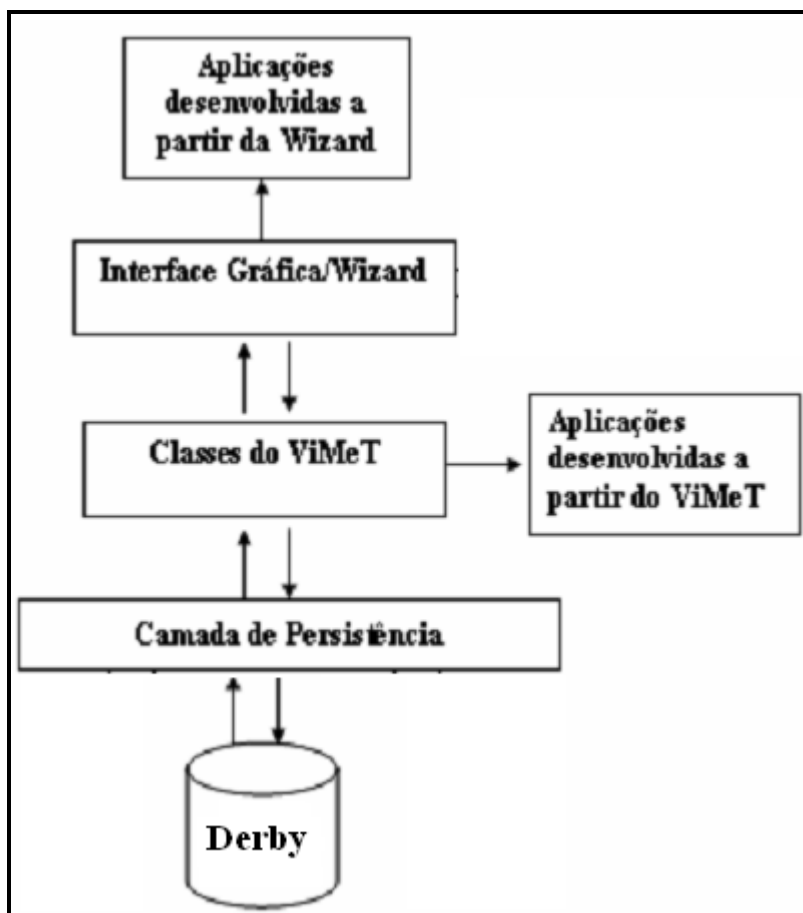 Aplicações
desenvolvidas a
partir da Wizard
Interface Gráfica/Wizard
Classes do ViMeT
Aplicações
desenvolvidas a
partir do ViMeT
Camada de Persistência
Derby